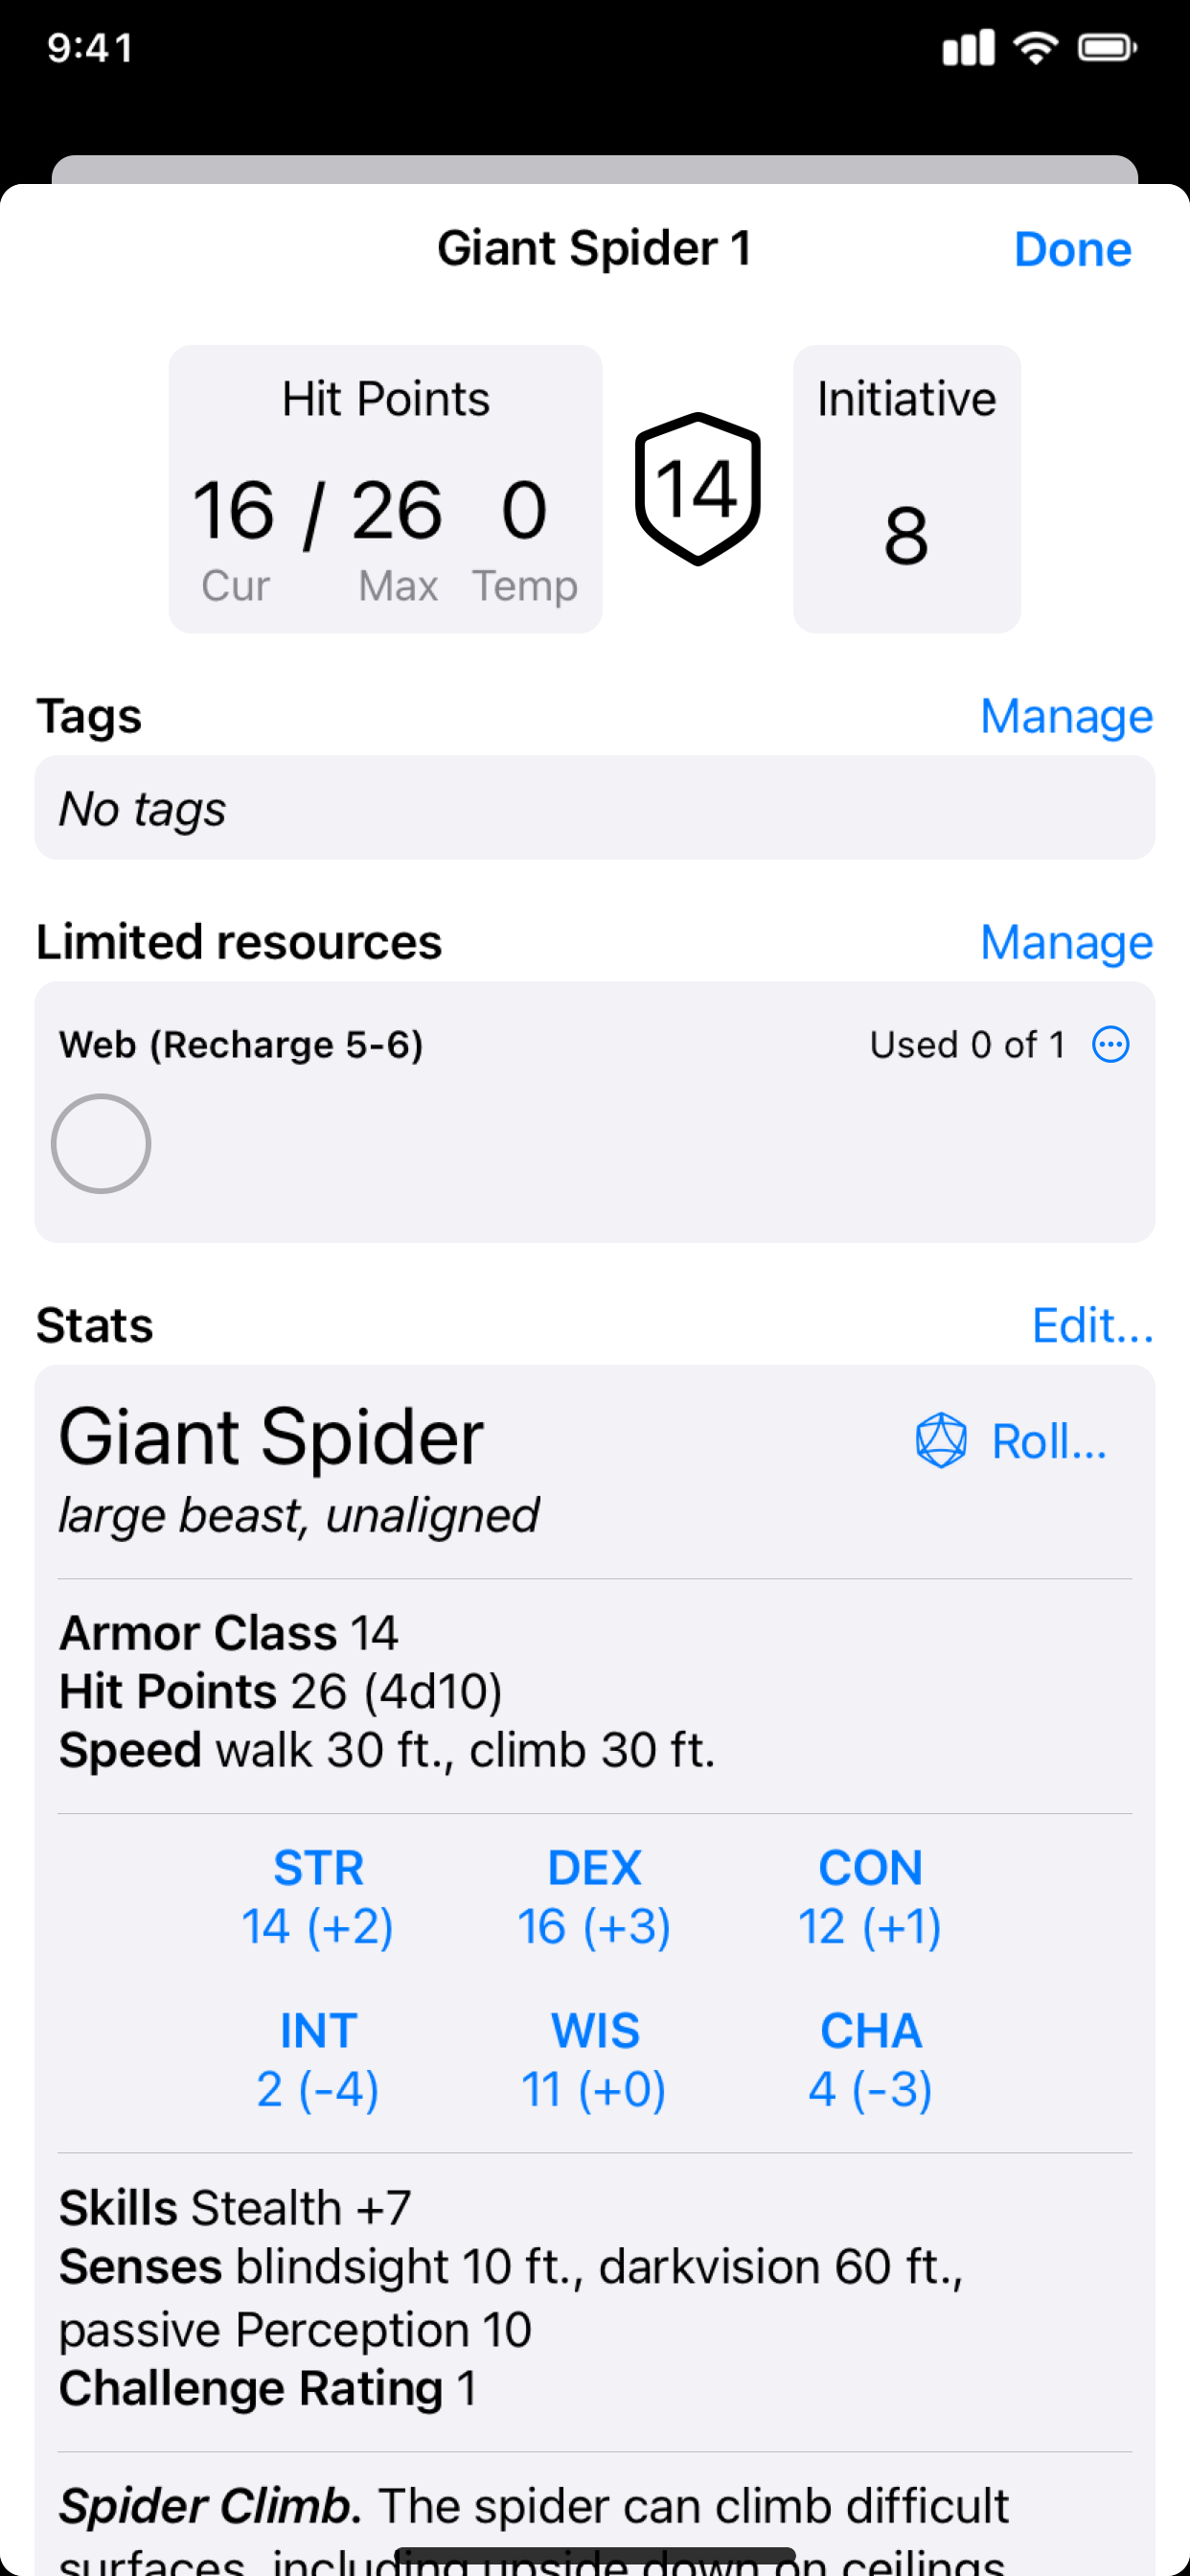 9:41
Giant Spider 1
Done
Hit Points
16 / 26 0
Cur Max Temp
14
Initiative
8
Tags
Manage
No tags
Limited resources
Manage
Web (Recharge 5-6)
Used 0 of 1
Stats
Edit...
Giant Spider
Roll...
large beast, unaligned
Armor Class 14
Hit Points 26 (4d10)
Speed walk 30 ft., climb 30 ft.
STR DEX CON
14 (+2) 16 (+3) 12 (+1)
INT WIS CHA
2 (-4) 11 (+0) 4 (-3)
Skills Stealth +7
Senses blindsight 10 ft., darkvision 60 ft.,
passive Perception 10
Challenge Rating 1
Spider Climb. The spider can climb difficult
surfaces, including upside down on ceilings